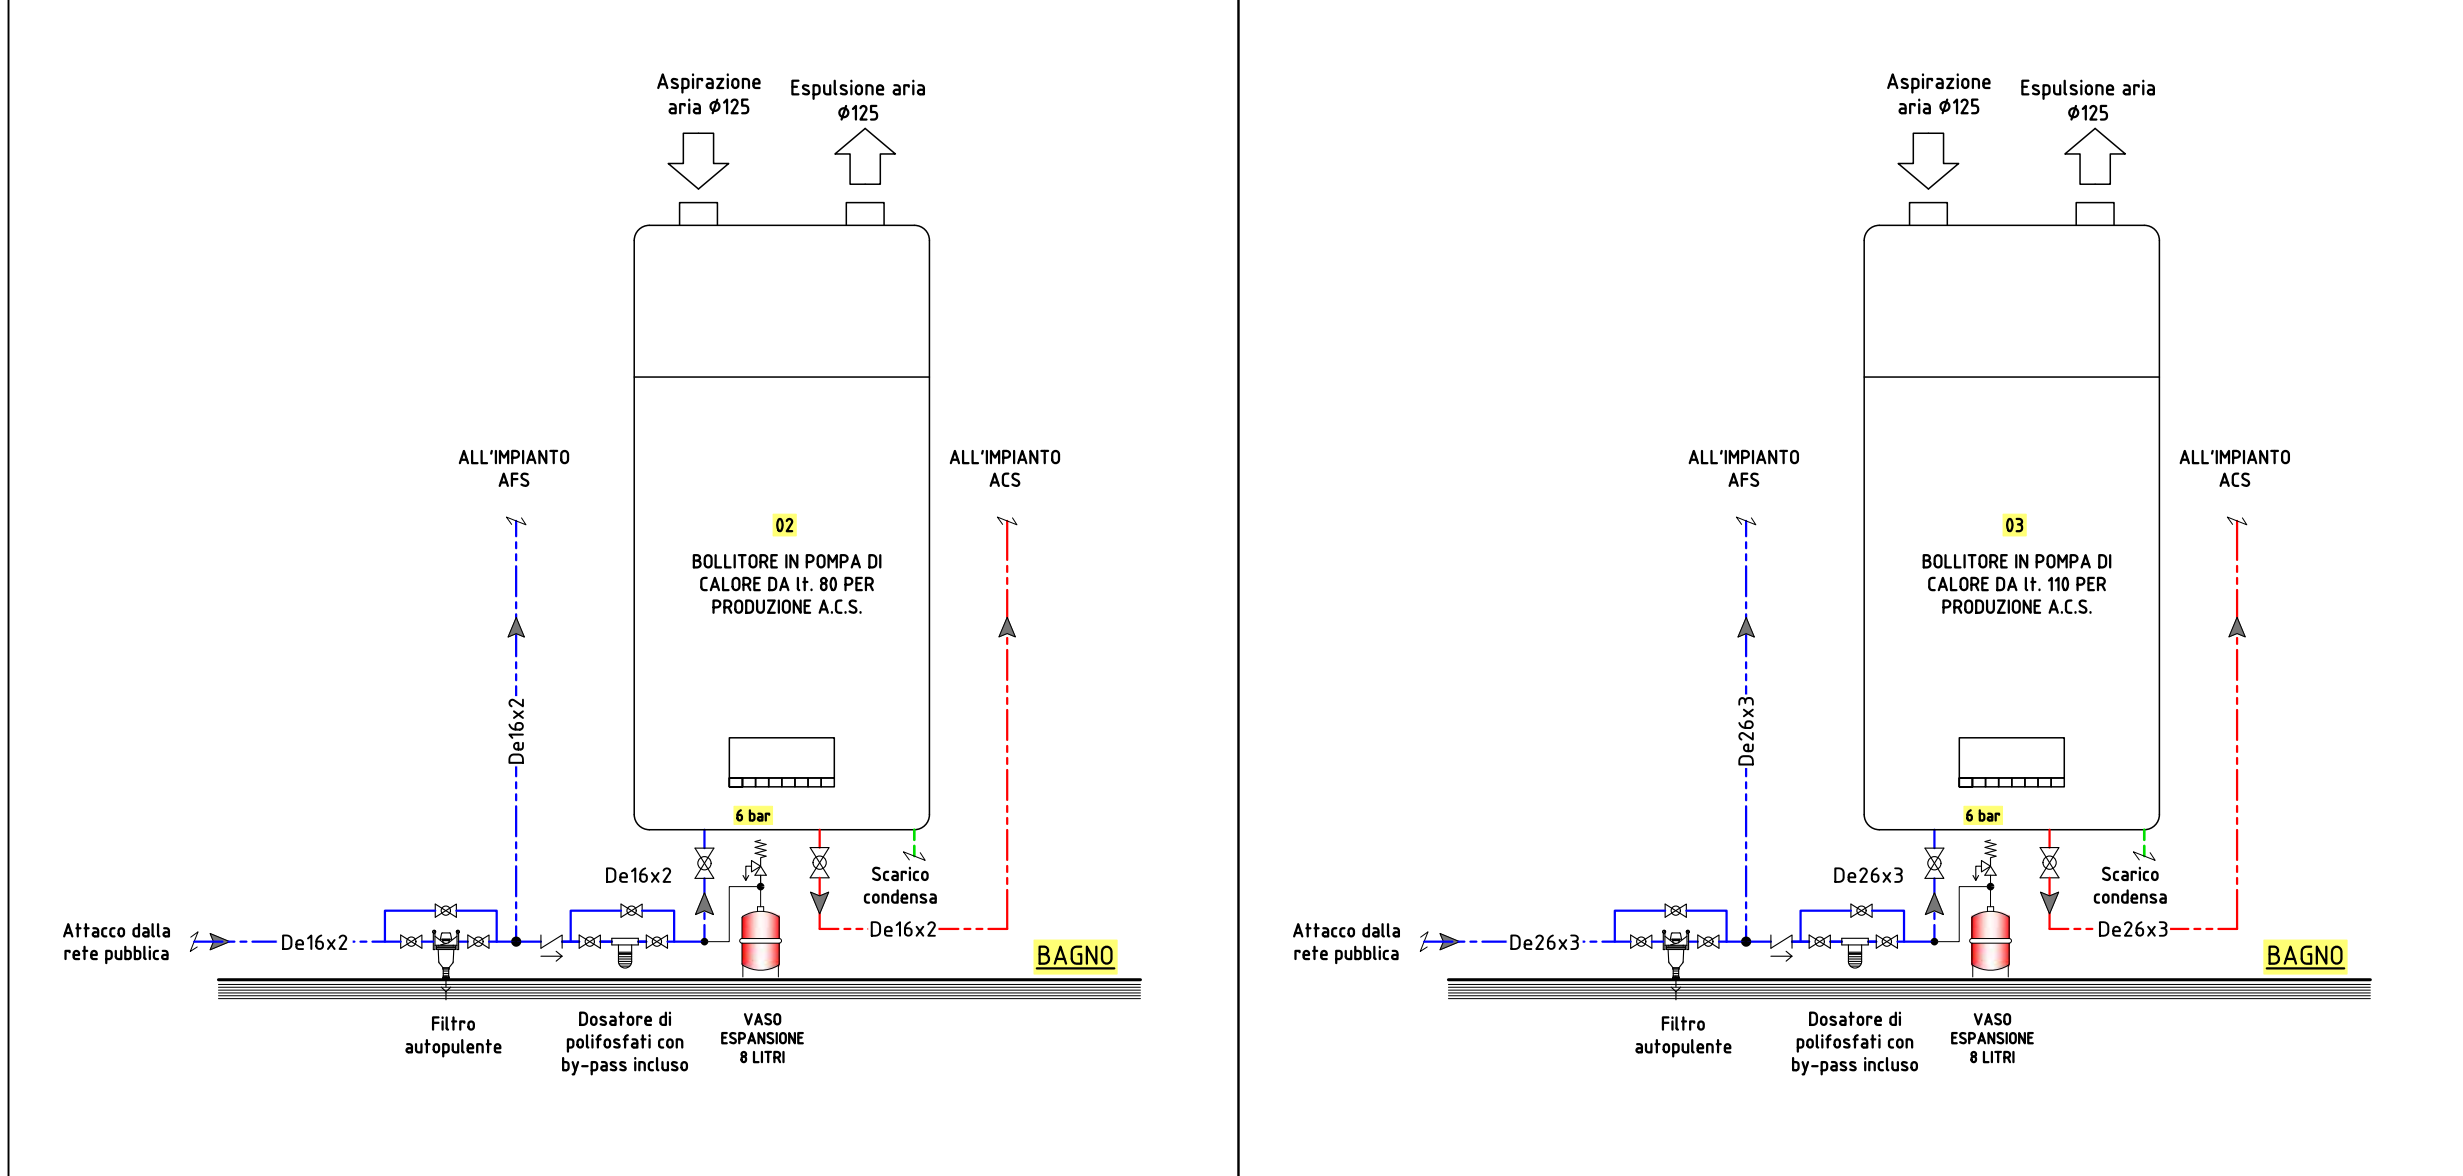 Aspirazione
aria Ø125
Espulsione aria
Ø125
ALL'IMPIANTO
AFS
ALL'IMPIANTO
ACS
02
BOLLITORE IN POMPA DI
CALORE DA lt. 80 PER
PRODUZIONE A.C.S.
De16x2
6 bar
De16x2
Scarico
condensa
De16x2
Attacco dalla
rete pubblica
De16x2
BAGNO
Filtro
autopulente
Dosatore di
polifosfati con
by-pass incluso
VASO
ESPANSIONE
8 LITRI
Aspirazione
aria Ø125
Espulsione aria
Ø125
ALL'IMPIANTO
AFS
ALL'IMPIANTO
ACS
03
BOLLITORE IN POMPA DI
CALORE DA lt. 110 PER
PRODUZIONE A.C.S.
De26x3
6 bar
De26x3
Scarico
condensa
De26x3
Attacco dalla
rete pubblica
De26x3
BAGNO
Filtro
autopulente
Dosatore di
polifosfati con
by-pass incluso
VASO
ESPANSIONE
8 LITRI